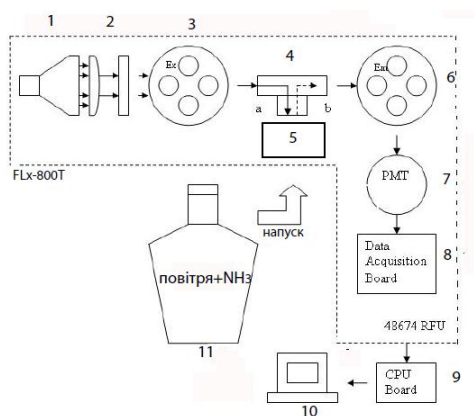 1
2
3
4
6
Ex
Em
a
b
5
FLx-800T
7
PMT
напуск
повітря+NH3
Data
Acquisition
Board
8
48674 RFU
11
CPU
Board
9
10